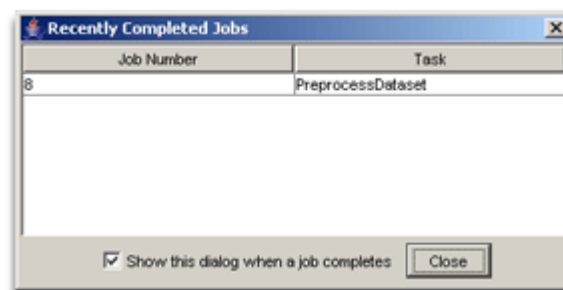 Recently Completed Jobs
Job Number Task
8 PreprocessDataset
Show this dialog when a job completes Close